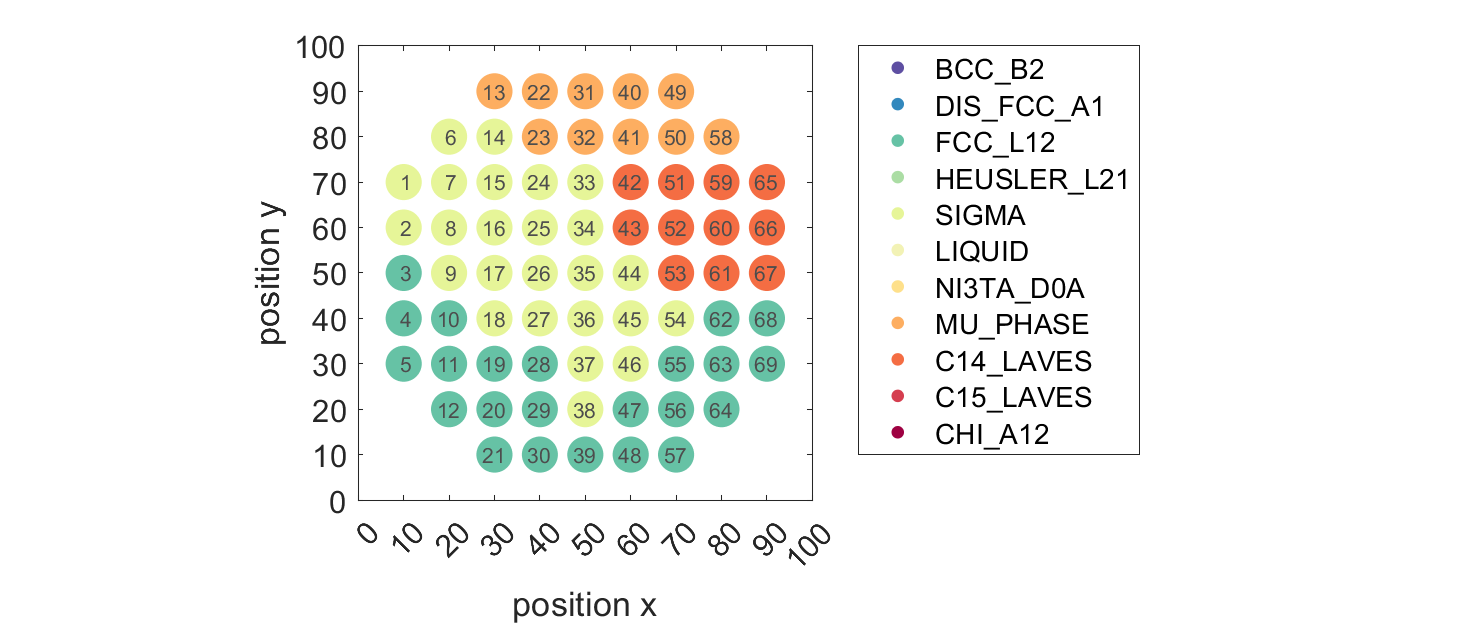 100
90 13 22 31 40 49
80 6 14 23 32 41 50 58
70 1 7 15 24 33 42 51 59 65
60 2 8 16 25 34 43 52 60 66
50 3 9 17 26 35 44 53 61 67
40 4 10 18 27 36 45 54 62 68
30 5 11 19 28 37 46 55 63 69
20 12 20 29 38 47 56 64
10 21 30 39 48 57
0
0 10 20 30 40 50 60 70 80 90 100
position x
position y
BCC_B2
DIS_FCC_A1
FCC_L12
HEUSLER_L21
SIGMA
LIQUID
NI3TA_D0A
MU_PHASE
C14_LAVES
C15_LAVES
CHI_A12